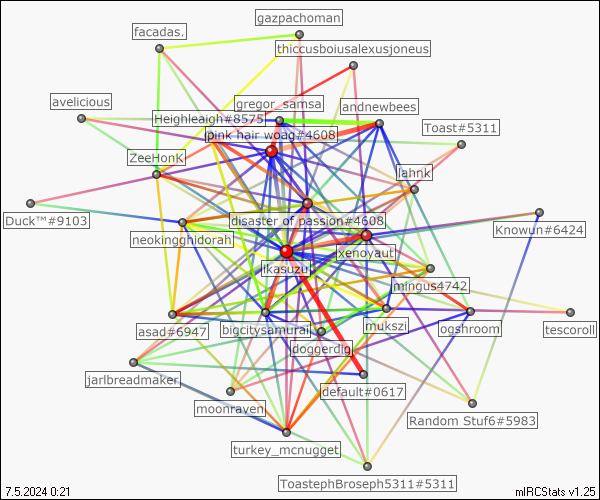 gazpachoman
facadas.
thiccusboiusalexusjoneus
avelicious
gregor_samsa
andnewbees
Heighleaigh#8575
pink hair woag#4608
Toast#5311
ZeeHonk
lahnk
Duck™#9103
disaster of passion#4608
Knowun#6424
neokingghidorah
xenoyaut
ikasuzu
mingus4742
asad#6947
bigcitysamurai
mukszi
ogshroom
tescoroll
doggerdig
jarlbreadmaker.
default#0617
moonraven
Random Stuf6#5983
turkey_mcnugget
ToastephBroseph5311#5311
7.5.2024 0:21
mIRCStats v1.25